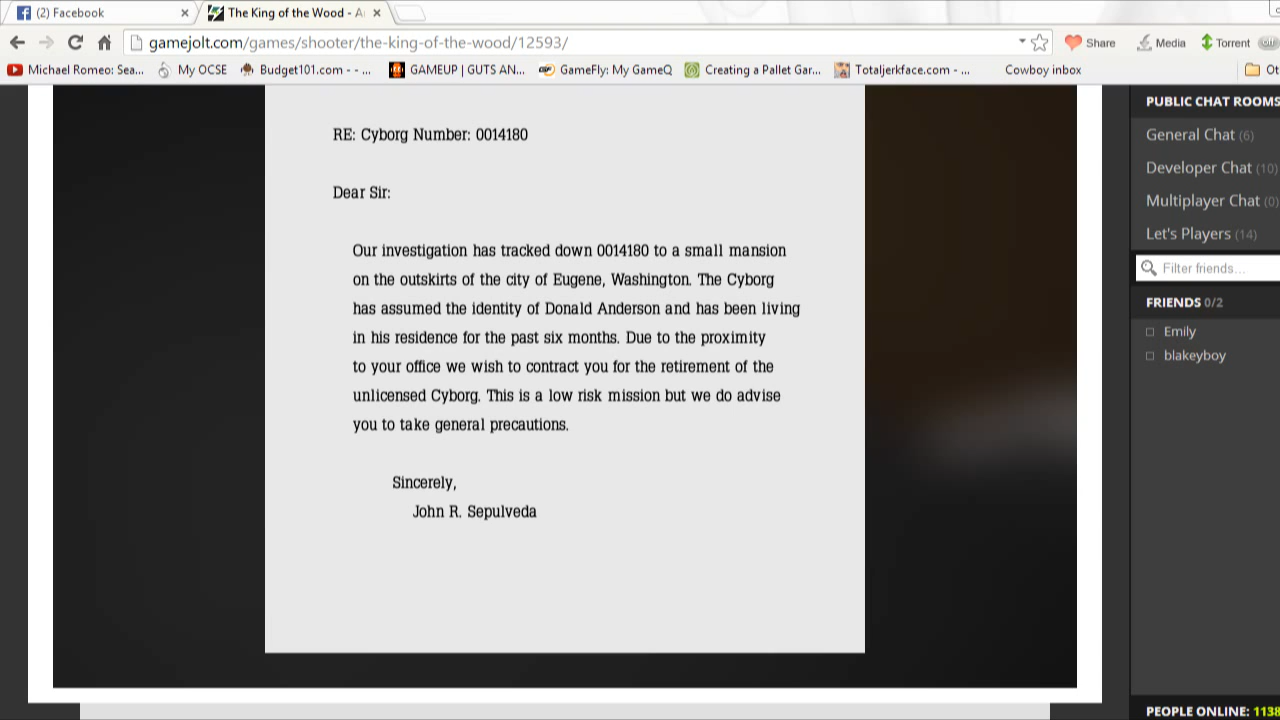 (2) Facebook
The King of the Wood - A
gamejolt.com/games/shooter/the-king-of-the-wood/12593/
Share
Media
Torrent
Michael Romeo: Sea...
My OCSE
Budget101.com - - ...
GAMEUP | GUTS AN...
GameFly: My GameQ
Creating a Pallet Gar...
Totaljerkface.com - ...
Cowboy inbox
Ot
RE: Cyborg Number: 0014180
Dear Sir:
Our investigation has tracked down 0014180 to a small mansion
on the outskirts of the city of Eugene, Washington. The Cyborg
has assumed the identity of Donald Anderson and has been living
in his residence for the past six months. Due to the proximity
to your office we wish to contract you for the retirement of the
unlicensed Cyborg. This is a low risk mission but we do advise
you to take general precautions.
Sincerely,
John R. Sepulveda
PUBLIC CHAT ROOMS
General Chat (6)
Developer Chat (10)
Multiplayer Chat (0)
Let's Players (14)
Filter friends...
FRIENDS 0/2
Emily
blakeyboy
PEOPLE ONLINE: 1138